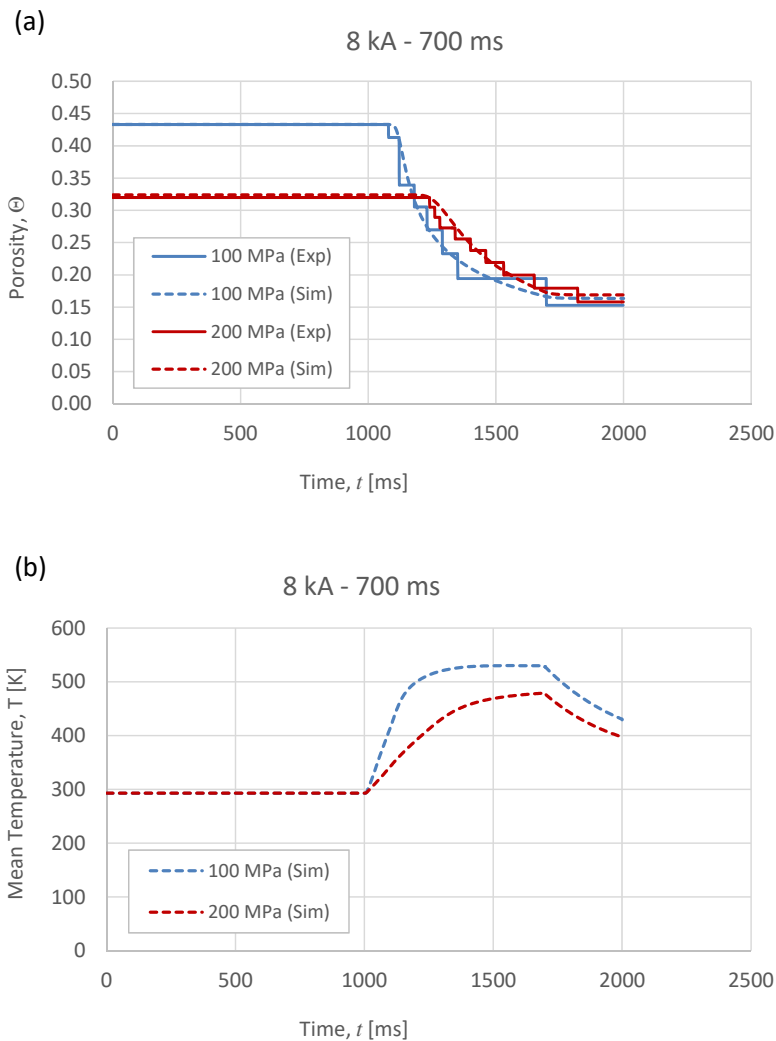 (a)
8 kA - 700 ms
0.50
0.45
0.40
0.35
0.30
0.25
0.20
0.15
0.10
0.05
0.00
Porosity, Θ
100 MPa (Exp)
100 MPa (Sim)
200 MPa (Exp)
200 MPa (Sim)
0 500 1000 1500 2000 2500
Time, t [ms]
(b)
8 kA - 700 ms
600
500
400
300
200
100
0
Mean Temperature, T [K]
100 MPa (Sim)
200 MPa (Sim)
0 500 1000 1500 2000 2500
Time, t [ms]